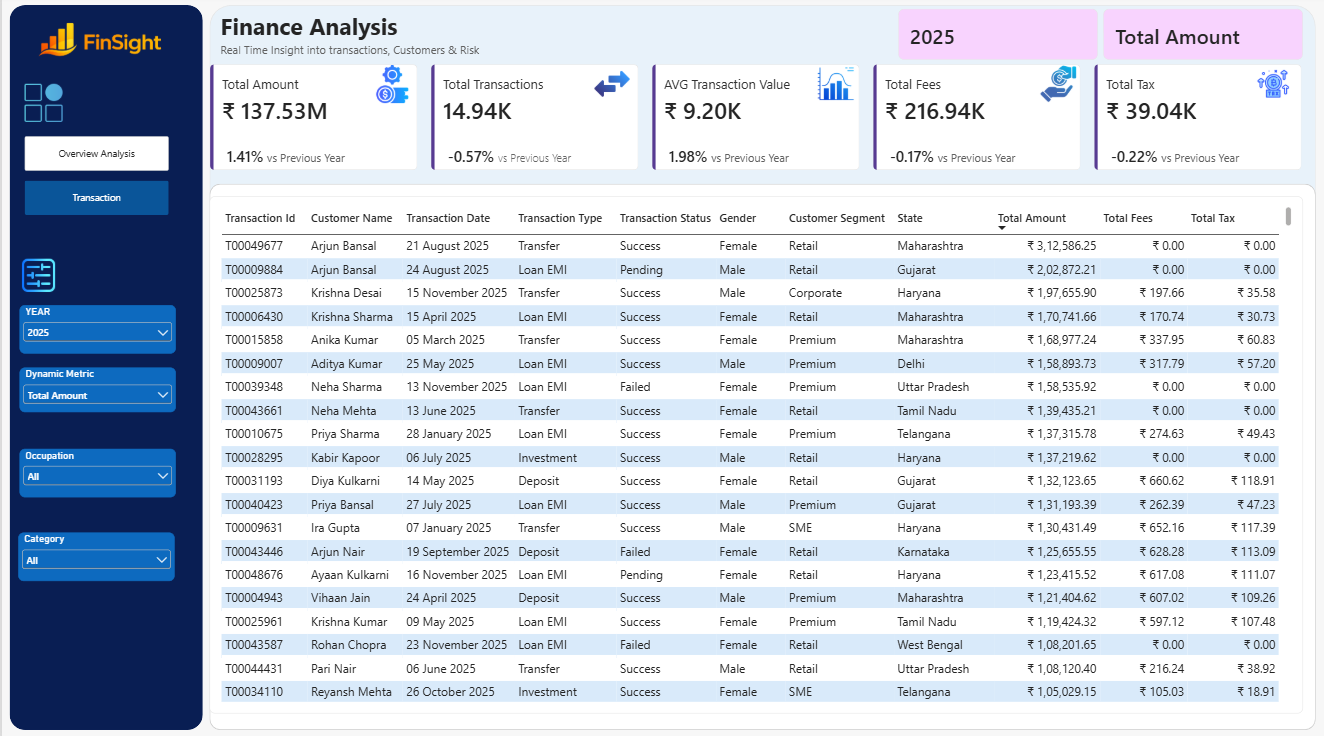 FinSight
Overview Analysis
Transaction
YEAR
2025
Dynamic Metric
Total Amount
Occupation
All
Category
All
Finance Analysis
Real Time Insight into transactions, Customers & Risk
2025
Total Amount
Total Amount
₹ 137.53M
1.41% vs Previous Year
Total Transactions
14.94K
-0.57% vs Previous Year
AVG Transaction Value
₹ 9.20K
1.98% vs Previous Year
Total Fees
₹ 216.94K
-0.17% vs Previous Year
Total Tax
₹ 39.04K
-0.22% vs Previous Year
Transaction Id Customer Name Transaction Date Transaction Type Transaction Status Gender Customer Segment State Total Amount Total Fees Total Tax
T00049677 Arjun Bansal 21 August 2025 Transfer Success Female Retail Maharashtra ₹ 3,12,586.25 ₹ 0.00 ₹ 0.00
T00009884 Arjun Bansal 24 August 2025 Loan EMI Pending Male Retail Gujarat ₹ 2,02,872.21 ₹ 0.00 ₹ 0.00
T00025873 Krishna Desai 15 November 2025 Transfer Success Male Corporate Haryana ₹ 1,97,655.90 ₹ 197.66 ₹ 35.58
T00006430 Krishna Sharma 15 April 2025 Loan EMI Success Female Retail Maharashtra ₹ 1,70,741.66 ₹ 170.74 ₹ 30.73
T00015858 Anika Kumar 05 March 2025 Transfer Success Female Premium Maharashtra ₹ 1,68,977.24 ₹ 337.95 ₹ 60.83
T00009007 Aditya Kumar 25 May 2025 Loan EMI Success Male Premium Delhi ₹ 1,58,893.73 ₹ 317.79 ₹ 57.20
T00039348 Neha Sharma 13 November 2025 Loan EMI Failed Female Premium Uttar Pradesh ₹ 1,58,535.92 ₹ 0.00 ₹ 0.00
T00043661 Neha Mehta 13 June 2025 Transfer Success Female Retail Tamil Nadu ₹ 1,39,435.21 ₹ 0.00 ₹ 0.00
T00010675 Priya Sharma 28 January 2025 Loan EMI Success Female Premium Telangana ₹ 1,37,315.78 ₹ 274.63 ₹ 49.43
T00028295 Kabir Kapoor 06 July 2025 Investment Success Male Retail Haryana ₹ 1,37,219.62 ₹ 0.00 ₹ 0.00
T00031193 Diya Kulkarni 14 May 2025 Deposit Success Female Retail Gujarat ₹ 1,32,123.65 ₹ 660.62 ₹ 118.91
T00040423 Priya Bansal 27 July 2025 Loan EMI Success Male Premium Gujarat ₹ 1,31,193.39 ₹ 262.39 ₹ 47.23
T00009631 Ira Gupta 07 January 2025 Transfer Success Male SME Haryana ₹ 1,30,431.49 ₹ 652.16 ₹ 117.39
T00043446 Arjun Nair 19 September 2025 Deposit Failed Female Retail Karnataka ₹ 1,25,655.55 ₹ 628.28 ₹ 113.09
T00048676 Ayaan Kulkarni 16 November 2025 Loan EMI Pending Female Retail Haryana ₹ 1,23,415.52 ₹ 617.08 ₹ 111.07
T00004943 Vihaan Jain 24 April 2025 Deposit Success Male Premium Maharashtra ₹ 1,21,404.62 ₹ 607.02 ₹ 109.26
T00025961 Krishna Kumar 09 May 2025 Loan EMI Success Female Premium Tamil Nadu ₹ 1,19,424.32 ₹ 597.12 ₹ 107.48
T00043587 Rohan Chopra 23 November 2025 Loan EMI Failed Female Retail West Bengal ₹ 1,08,201.65 ₹ 0.00 ₹ 0.00
T00044431 Pari Nair 06 June 2025 Transfer Success Male Retail Uttar Pradesh ₹ 1,08,120.40 ₹ 216.24 ₹ 38.92
T00034110 Reyansh Mehta 26 October 2025 Investment Success Female SME Telangana ₹ 1,05,029.15 ₹ 105.03 ₹ 18.91